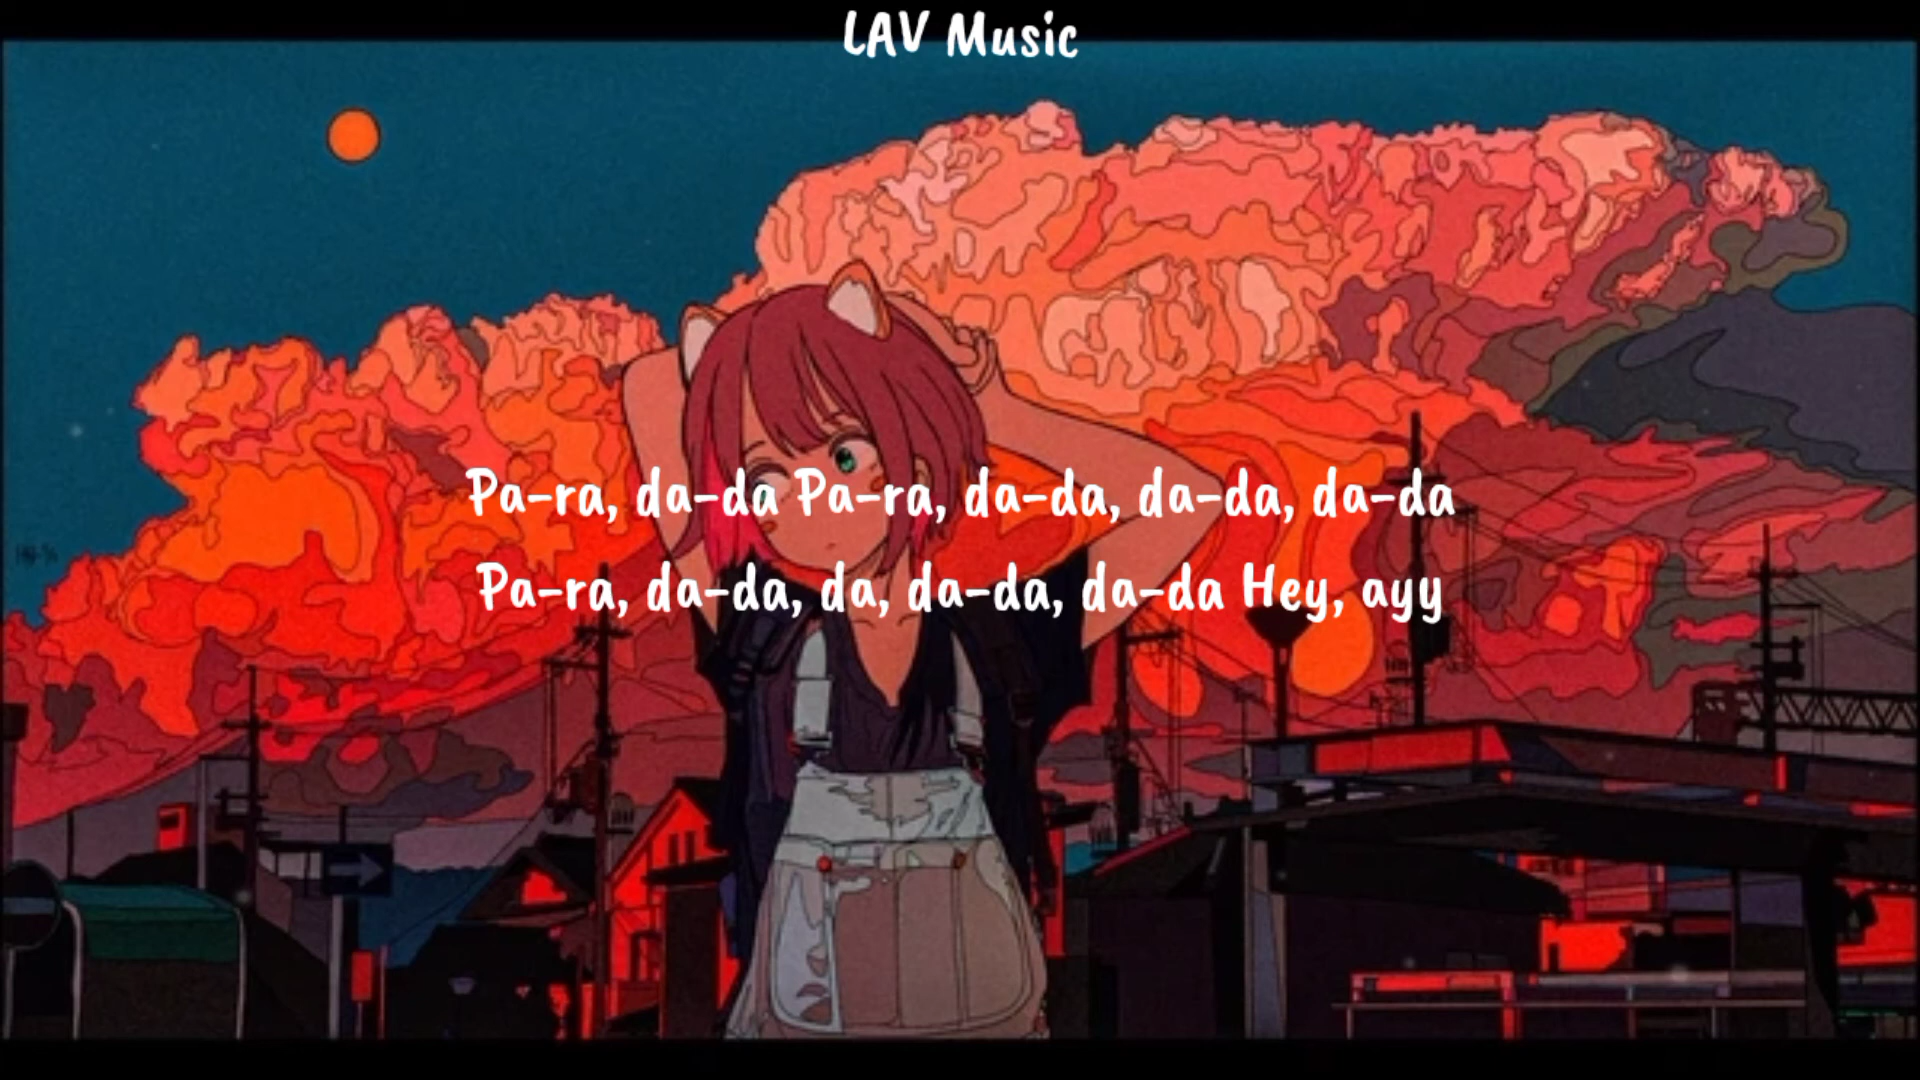 LAV Music
Pa-ra, da-da Pa-ra, da-da, da-da, da-da
Pa-ra, da-da, da, da-da, da-da Hey, ayy